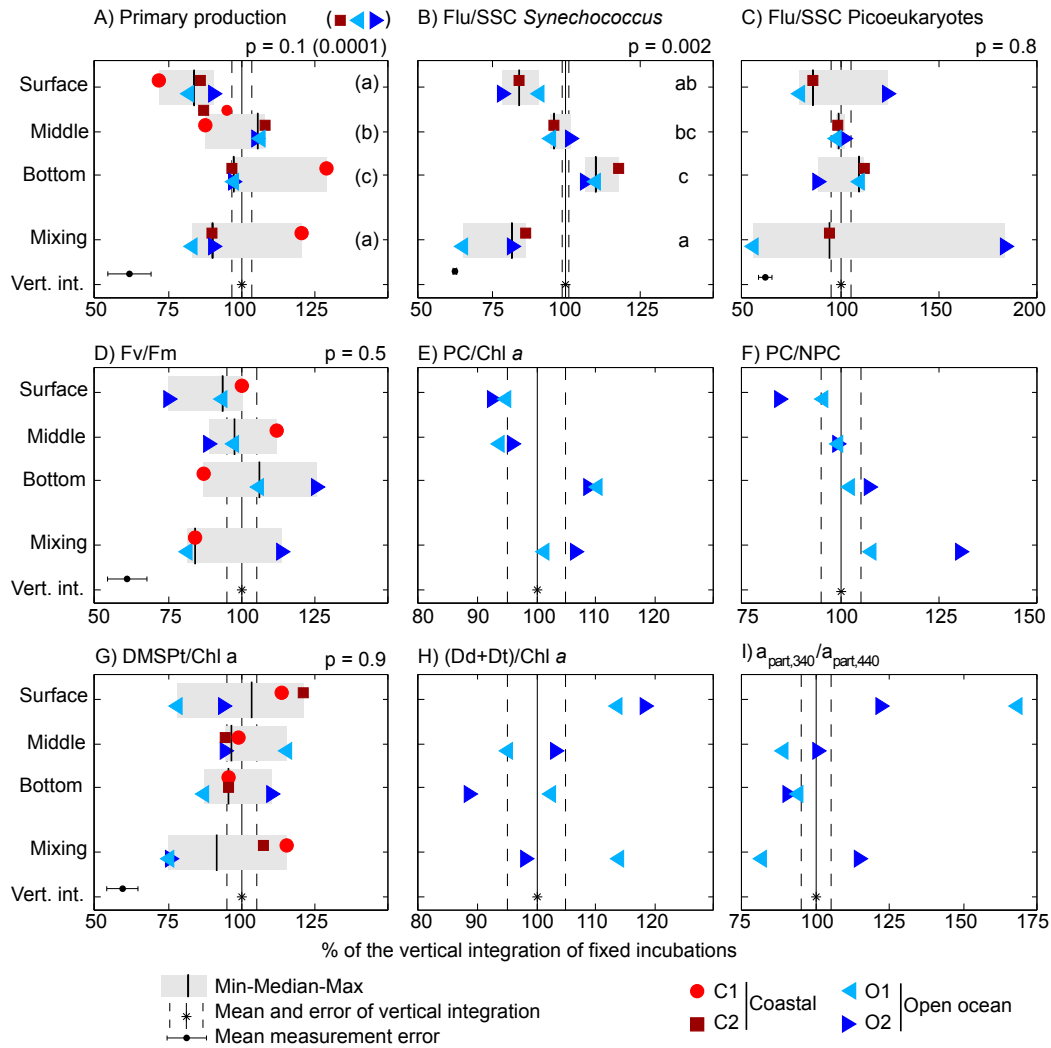 A) Primary production
( )
p = 0.1 (0.0001)
B) Flu/SSC Synechococcus
p = 0.002
C) Flu/SSC Picoeukaryotes
p = 0.8
Surface (a) ab
Middle (b) bc
Bottom (c) c
Mixing (a) a
Vert. int.
50 75 100 125 50 75 100 125 50 100 150 200
D) Fv/Fm p = 0.5 E) PC/Chl a F) PC/NPC
Surface
Middle
Bottom
Mixing
Vert. int.
50 75 100 125 80 90 100 110 120 130 50 100 150
G) DMSPt/Chl a p = 0.9 H) (Dd+Dt)/Chl a I) a part,340/a part,440
Surface
Middle
Bottom
Mixing
Vert. int.
50 75 100 125 80 90 100 110 120 130 75 100 125 150 175
% of the vertical integration of fixed incubations
Min-Median-Max
Mean and error of vertical integration
Mean measurement error
C1
C2
Coastal
O1
O2
Open ocean